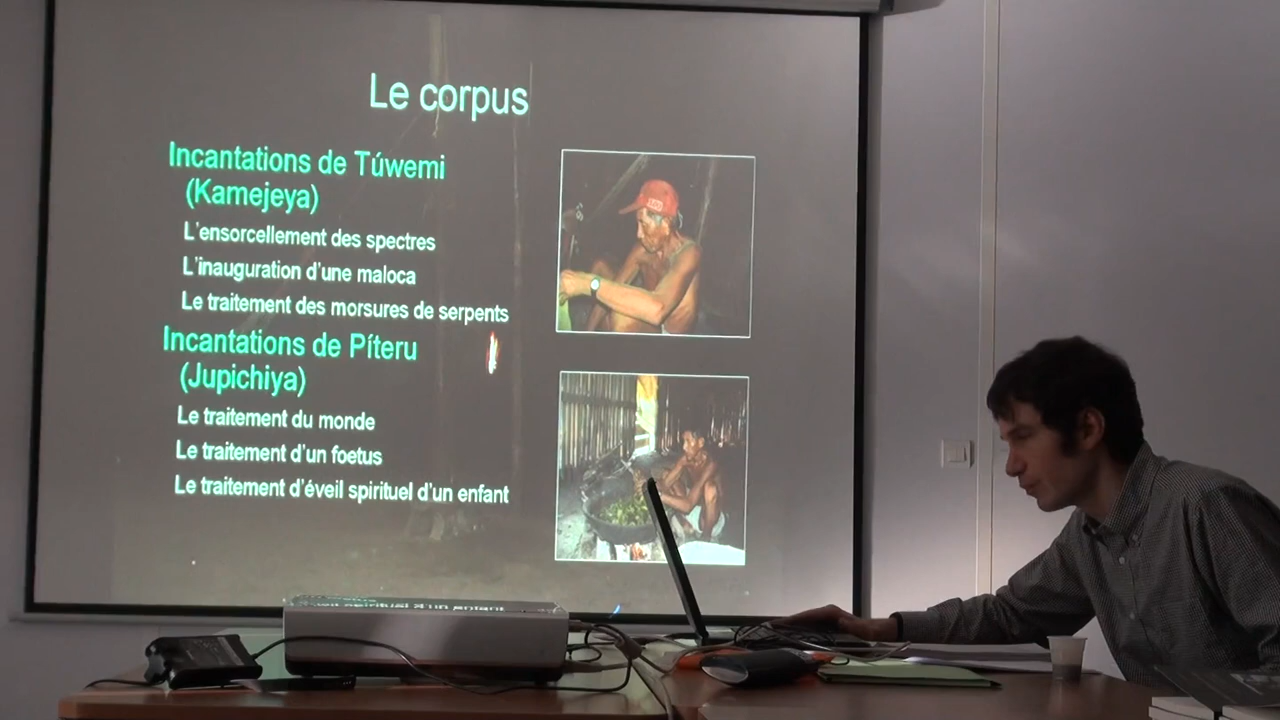 Le corpus
Incantations de Túwemi
(Kamejeya)
L'ensorcellement des spectres
L'inauguration d'une maloca
Le traitement des morsures de serpents
Incantations de Píteru
(Jupichiya)
Le traitement du monde
Le traitement d'un foetus
Le traitement d'éveil spirituel d'un enfant